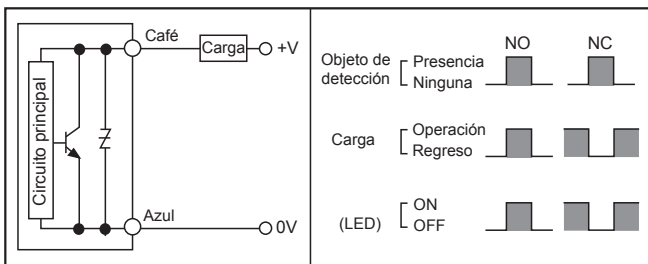 Circuito principal
Café
Carga
+V
Azul
0V
NO NC
Objeto de detección
Presencia
Ninguna
Carga
Operación
Regreso
(LED)
ON
OFF